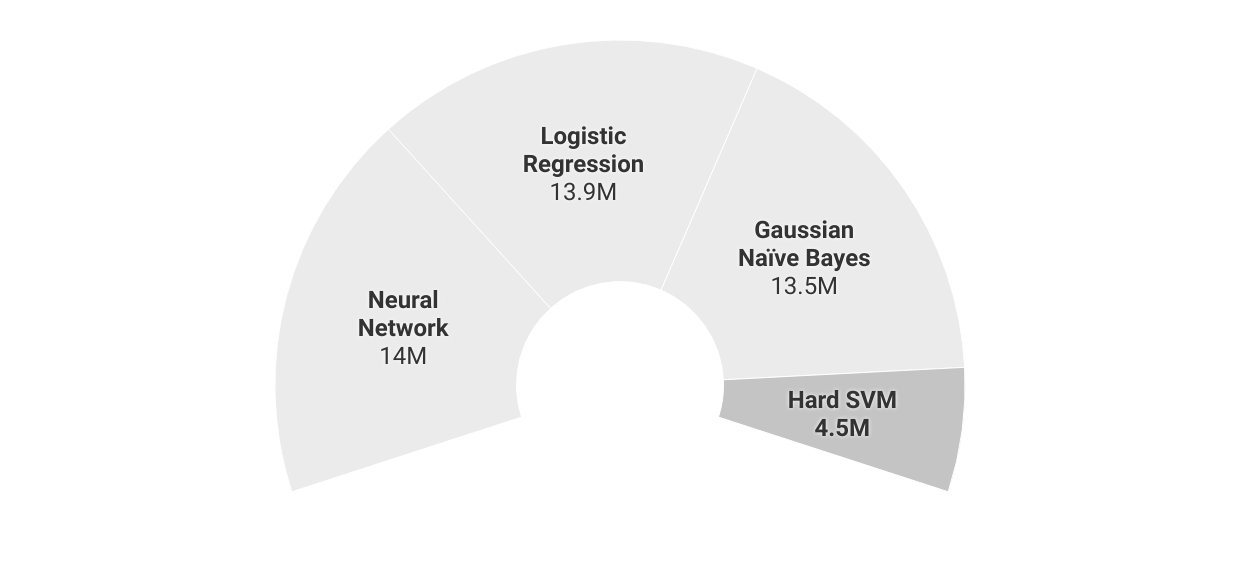 Logistic
Regression
13.9M
Gaussian
Naïve Bayes
13.5M
Neural
Network
14M
Hard SVM
4.5M